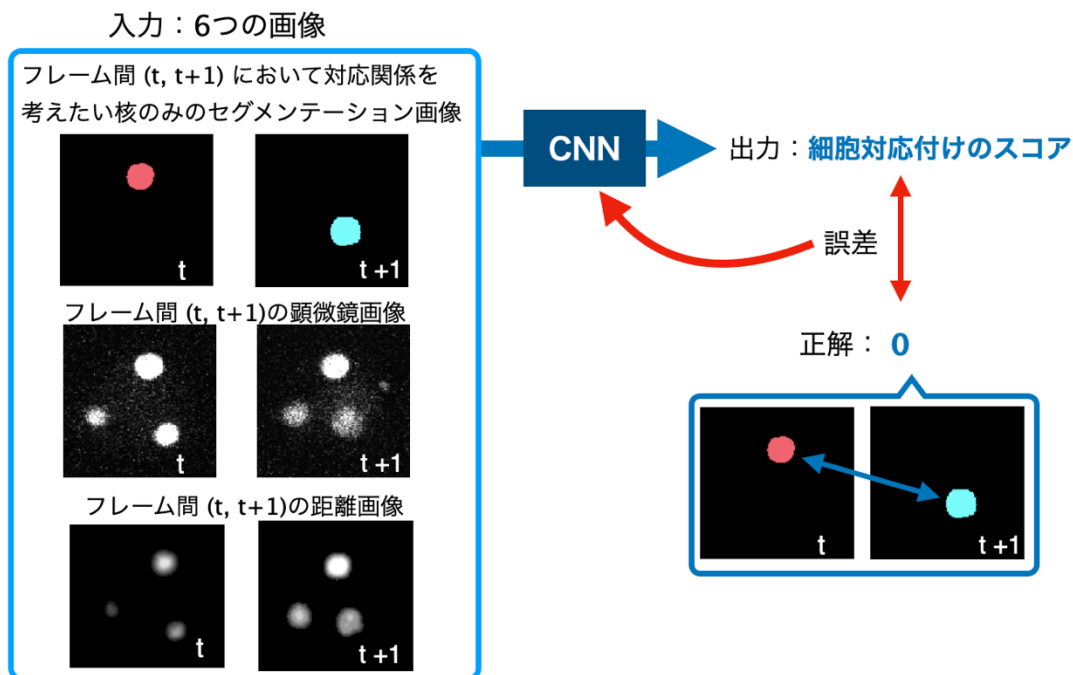 入力：6つの画像
フレーム間 (t, t+1) において対応関係を
考えたい核のみのセグメンテーション画像
t
t +1
フレーム間 (t, t+1)の顕微鏡画像
t
t +1
フレーム間 (t, t+1)の距離画像
t
t +1
CNN
出力：細胞対応付けのスコア
誤差
正解： 0
t
t +1